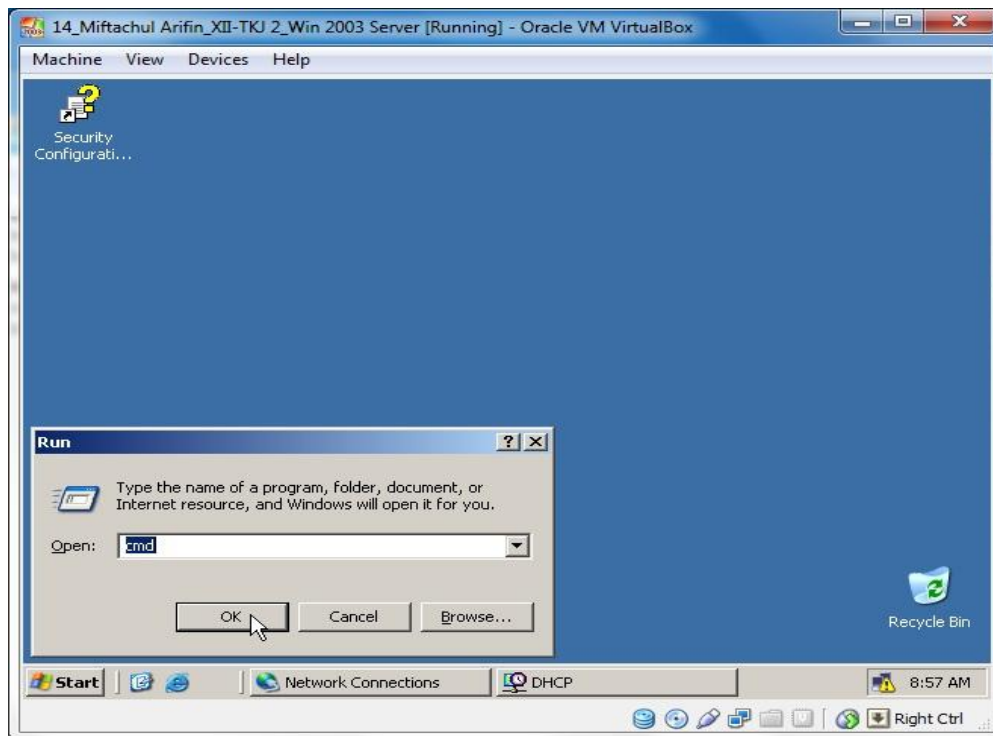 14_Miftachul Arifin_XII-TKJ 2_Win 2003 Server [Running] - Oracle VM VirtualBox
Machine View Devices Help
Security
Configurati...
Run
Type the name of a program, folder, document, or
Internet resource, and Windows will open it for you.
Open: cmd
OK Cancel Browse...
Recycle Bin
Start Network Connections DHCP 8:57 AM
Right Ctrl